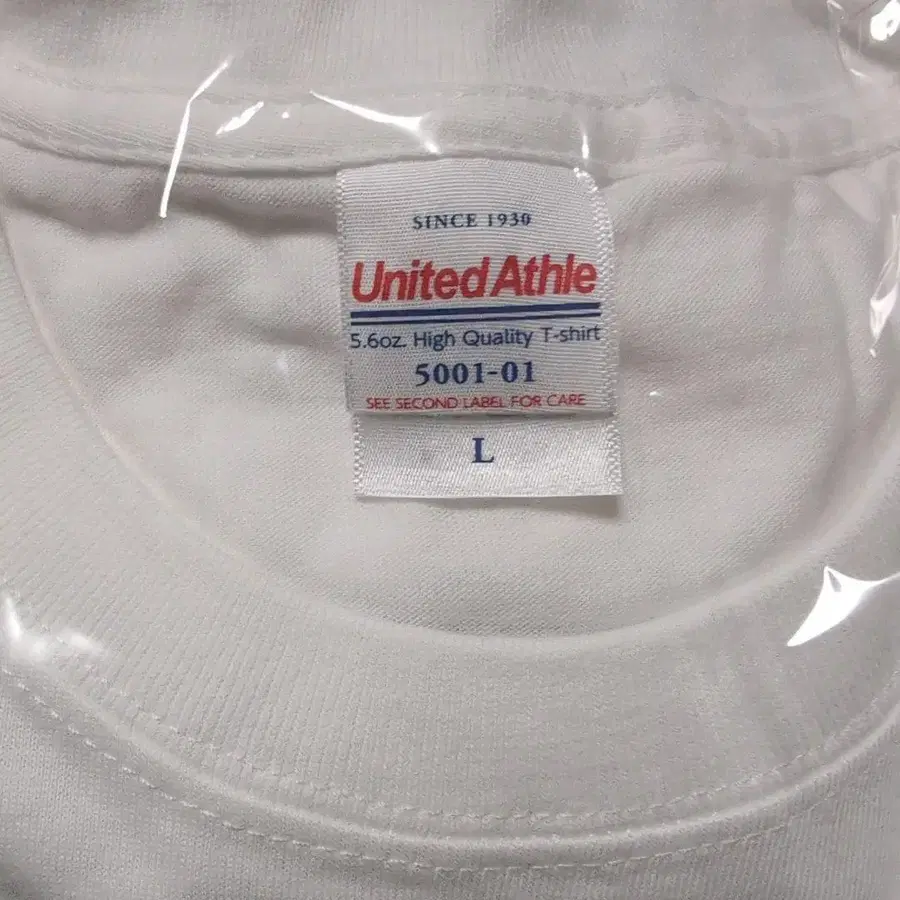 SINCE 1930
United Athle
5.6oz. High Quality T-shirt
5001-01
SEE SECOND LABEL FOR CARE
L